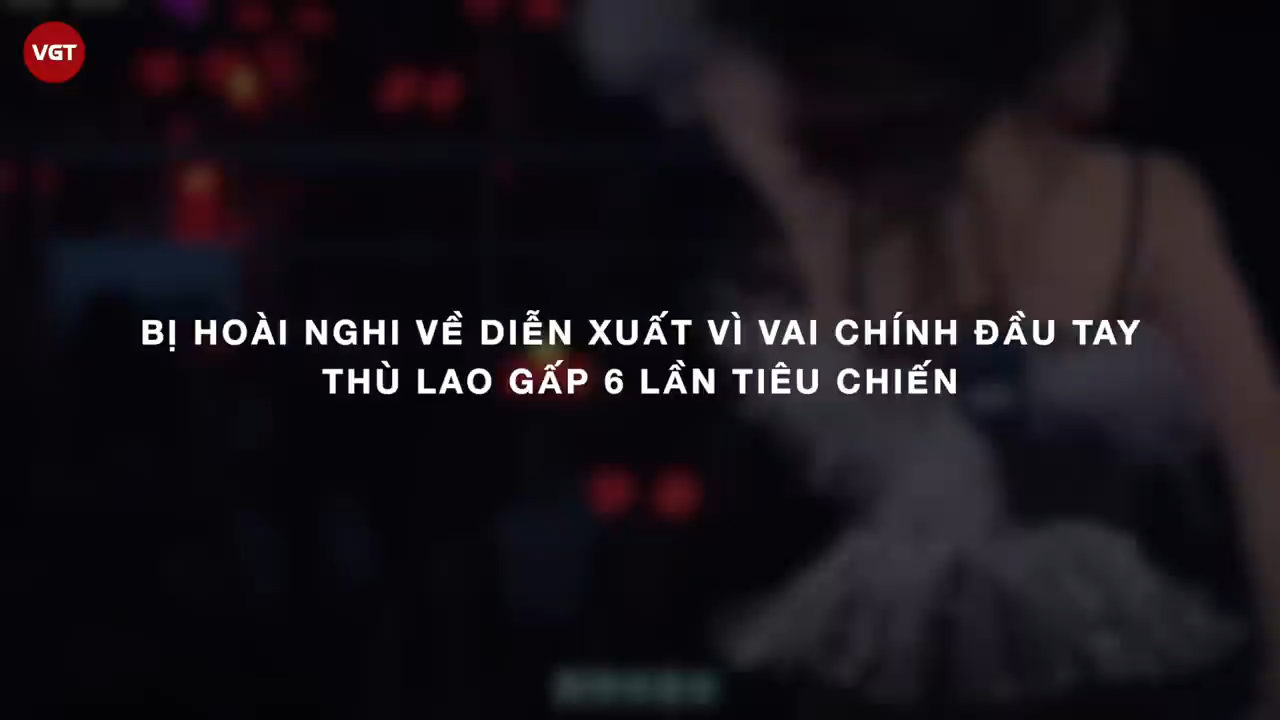 VGT
BỊ HOÀI NGHI VỀ DIỄN XUẤT VÌ VAI CHÍNH ĐẦU TAY
THÙ LAO GẤP 6 LẦN TIÊU CHIẾN